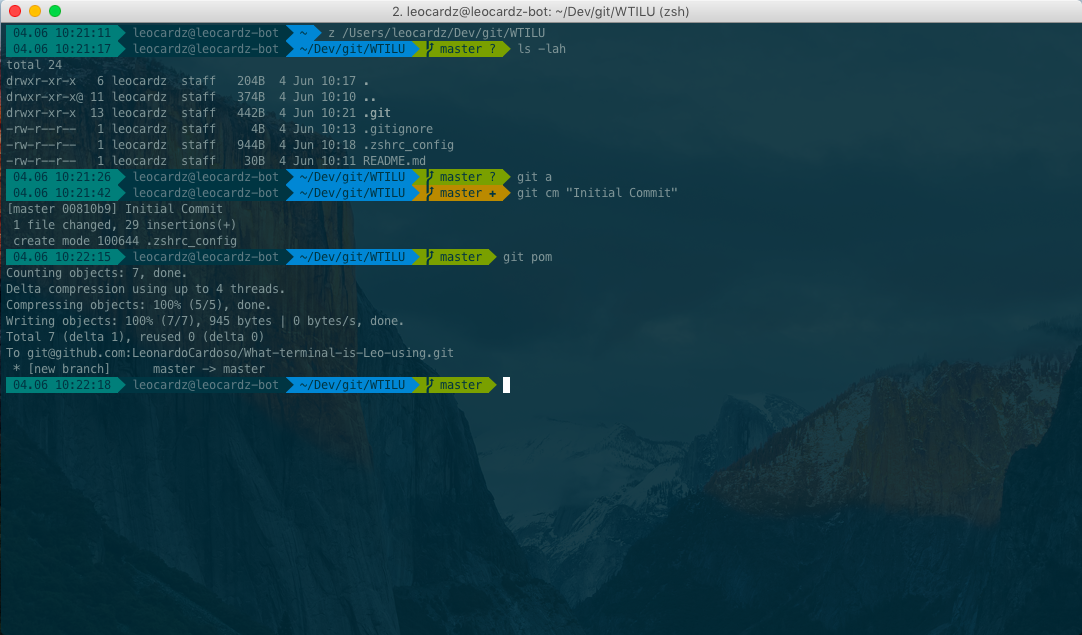 2. leocardz@leocardz-bot: ~/Dev/git/WTILU (zsh)
04.06 10:21:11 leocardz@leocardz-bot ~ z /Users/leocardz/Dev/git/WTILU
04.06 10:21:17 leocardz@leocardz-bot ~/Dev/git/WTILU master ? ls -lah
total 24
drwxr-xr-x   6 leocardz  staff   204B  4 Jun 10:17 .
drwxr-xr-x@ 11 leocardz  staff   374B  4 Jun 10:10 ..
drwxr-xr-x  13 leocardz  staff   442B  4 Jun 10:21 .git
-rw-r--r--   1 leocardz  staff     4B  4 Jun 10:13 .gitignore
-rw-r--r--   1 leocardz  staff   944B  4 Jun 10:18 .zshrc_config
-rw-r--r--   1 leocardz  staff    30B  4 Jun 10:11 README.md
04.06 10:21:26 leocardz@leocardz-bot ~/Dev/git/WTILU master ? git a
04.06 10:21:42 leocardz@leocardz-bot ~/Dev/git/WTILU master + git cm "Initial Commit"
[master 00810b9] Initial Commit
 1 file changed, 29 insertions(+)
 create mode 100644 .zshrc_config
04.06 10:22:15 leocardz@leocardz-bot ~/Dev/git/WTILU master git pom
Counting objects: 7, done.
Delta compression using up to 4 threads.
Compressing objects: 100% (5/5), done.
Writing objects: 100% (7/7), 945 bytes | 0 bytes/s, done.
Total 7 (delta 1), reused 0 (delta 0)
To git@github.com:LeonardoCardoso/What-terminal-is-Leo-using.git
 * [new branch]      master -> master
04.06 10:22:18 leocardz@leocardz-bot ~/Dev/git/WTILU master